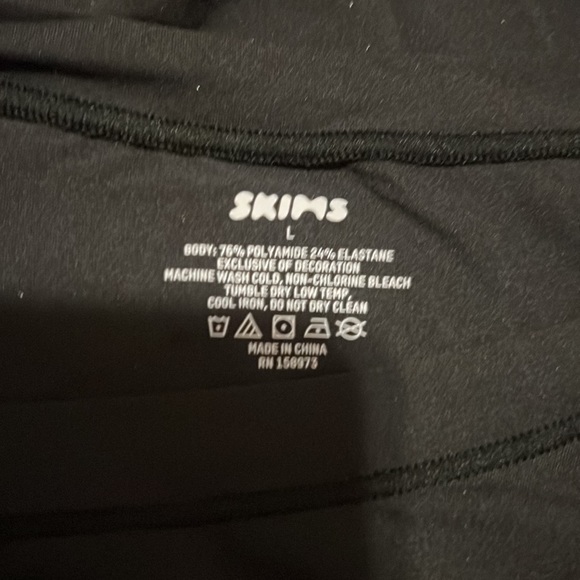 SKIMS
L
BODY: 76% POLYAMIDE 24% ELASTANE
EXCLUSIVE OF DECORATION
MACHINE WASH COLD, NON-CHLORINE BLEACH
TUMBLE DRY LOW TEMP,
COOL IRON, DO NOT DRY CLEAN
MADE IN CHINA
RN 158973